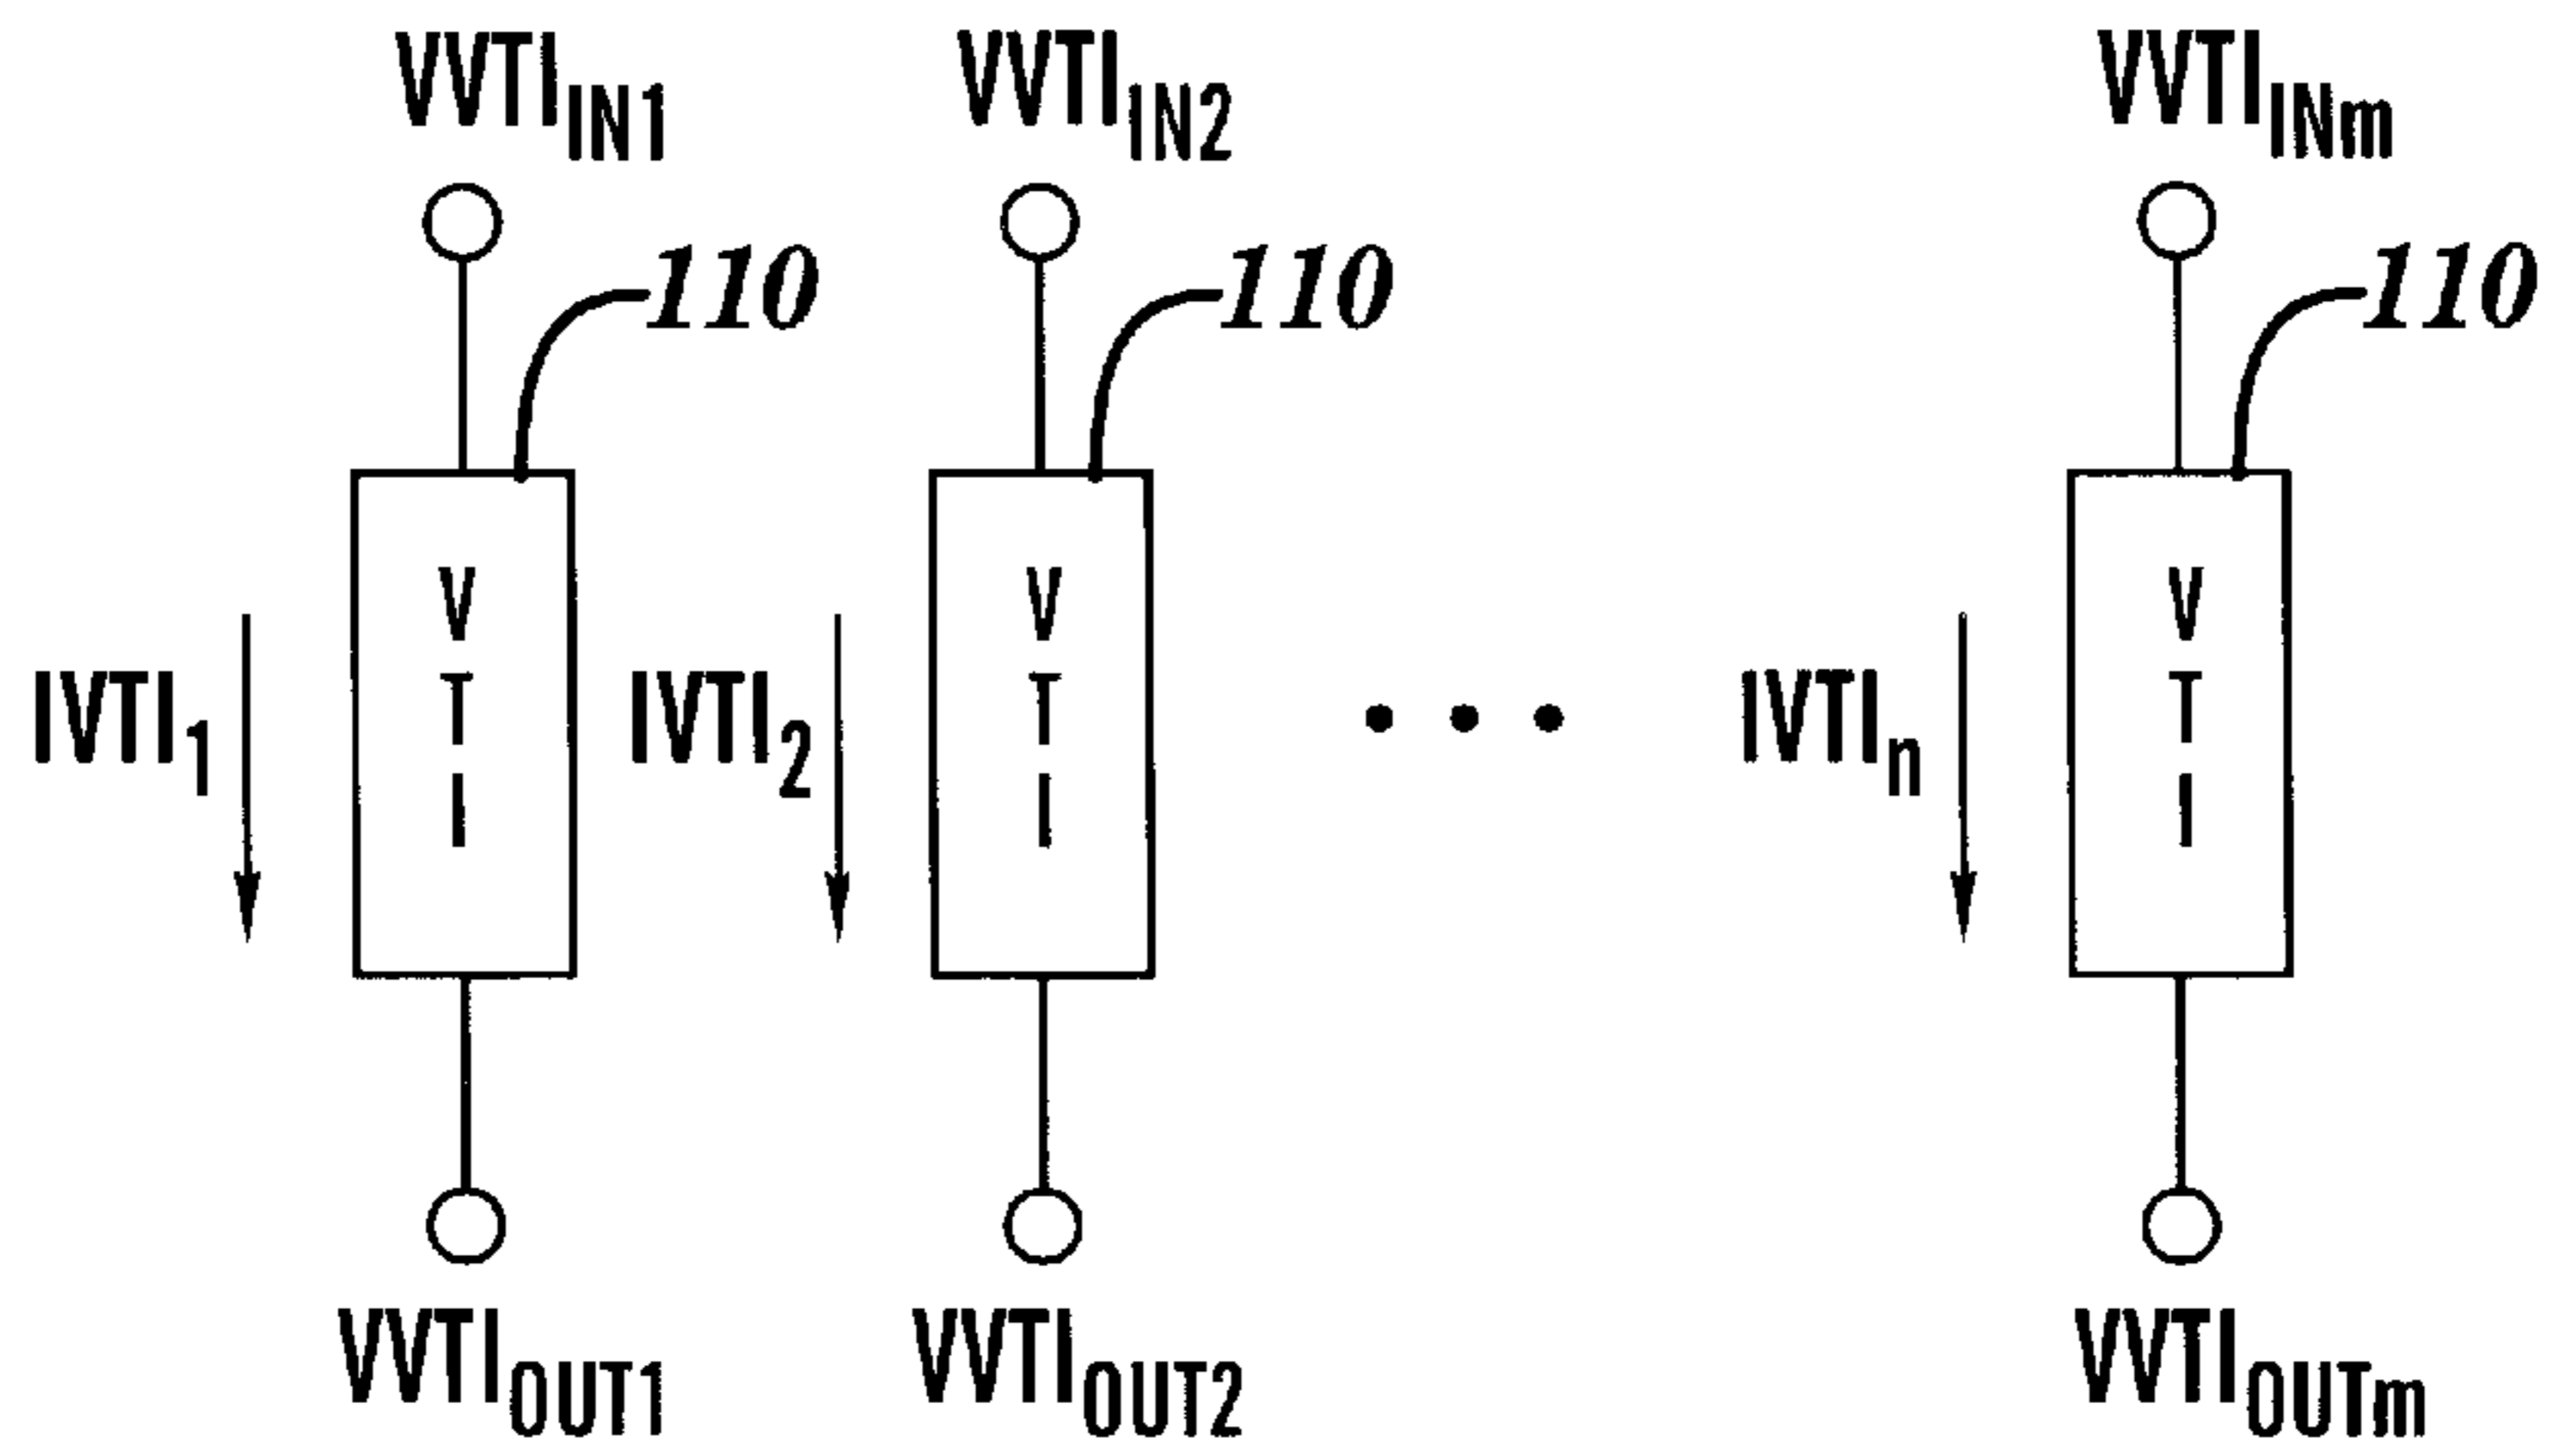 VVTI_IN1 VVTI_IN2 VVTI_INm
110 110 110
V V V
T T T
I I I
IVTI_1 IVTI_2 • • • IVTI_n
VVTI_OUT1 VVTI_OUT2 VVTI_OUTm